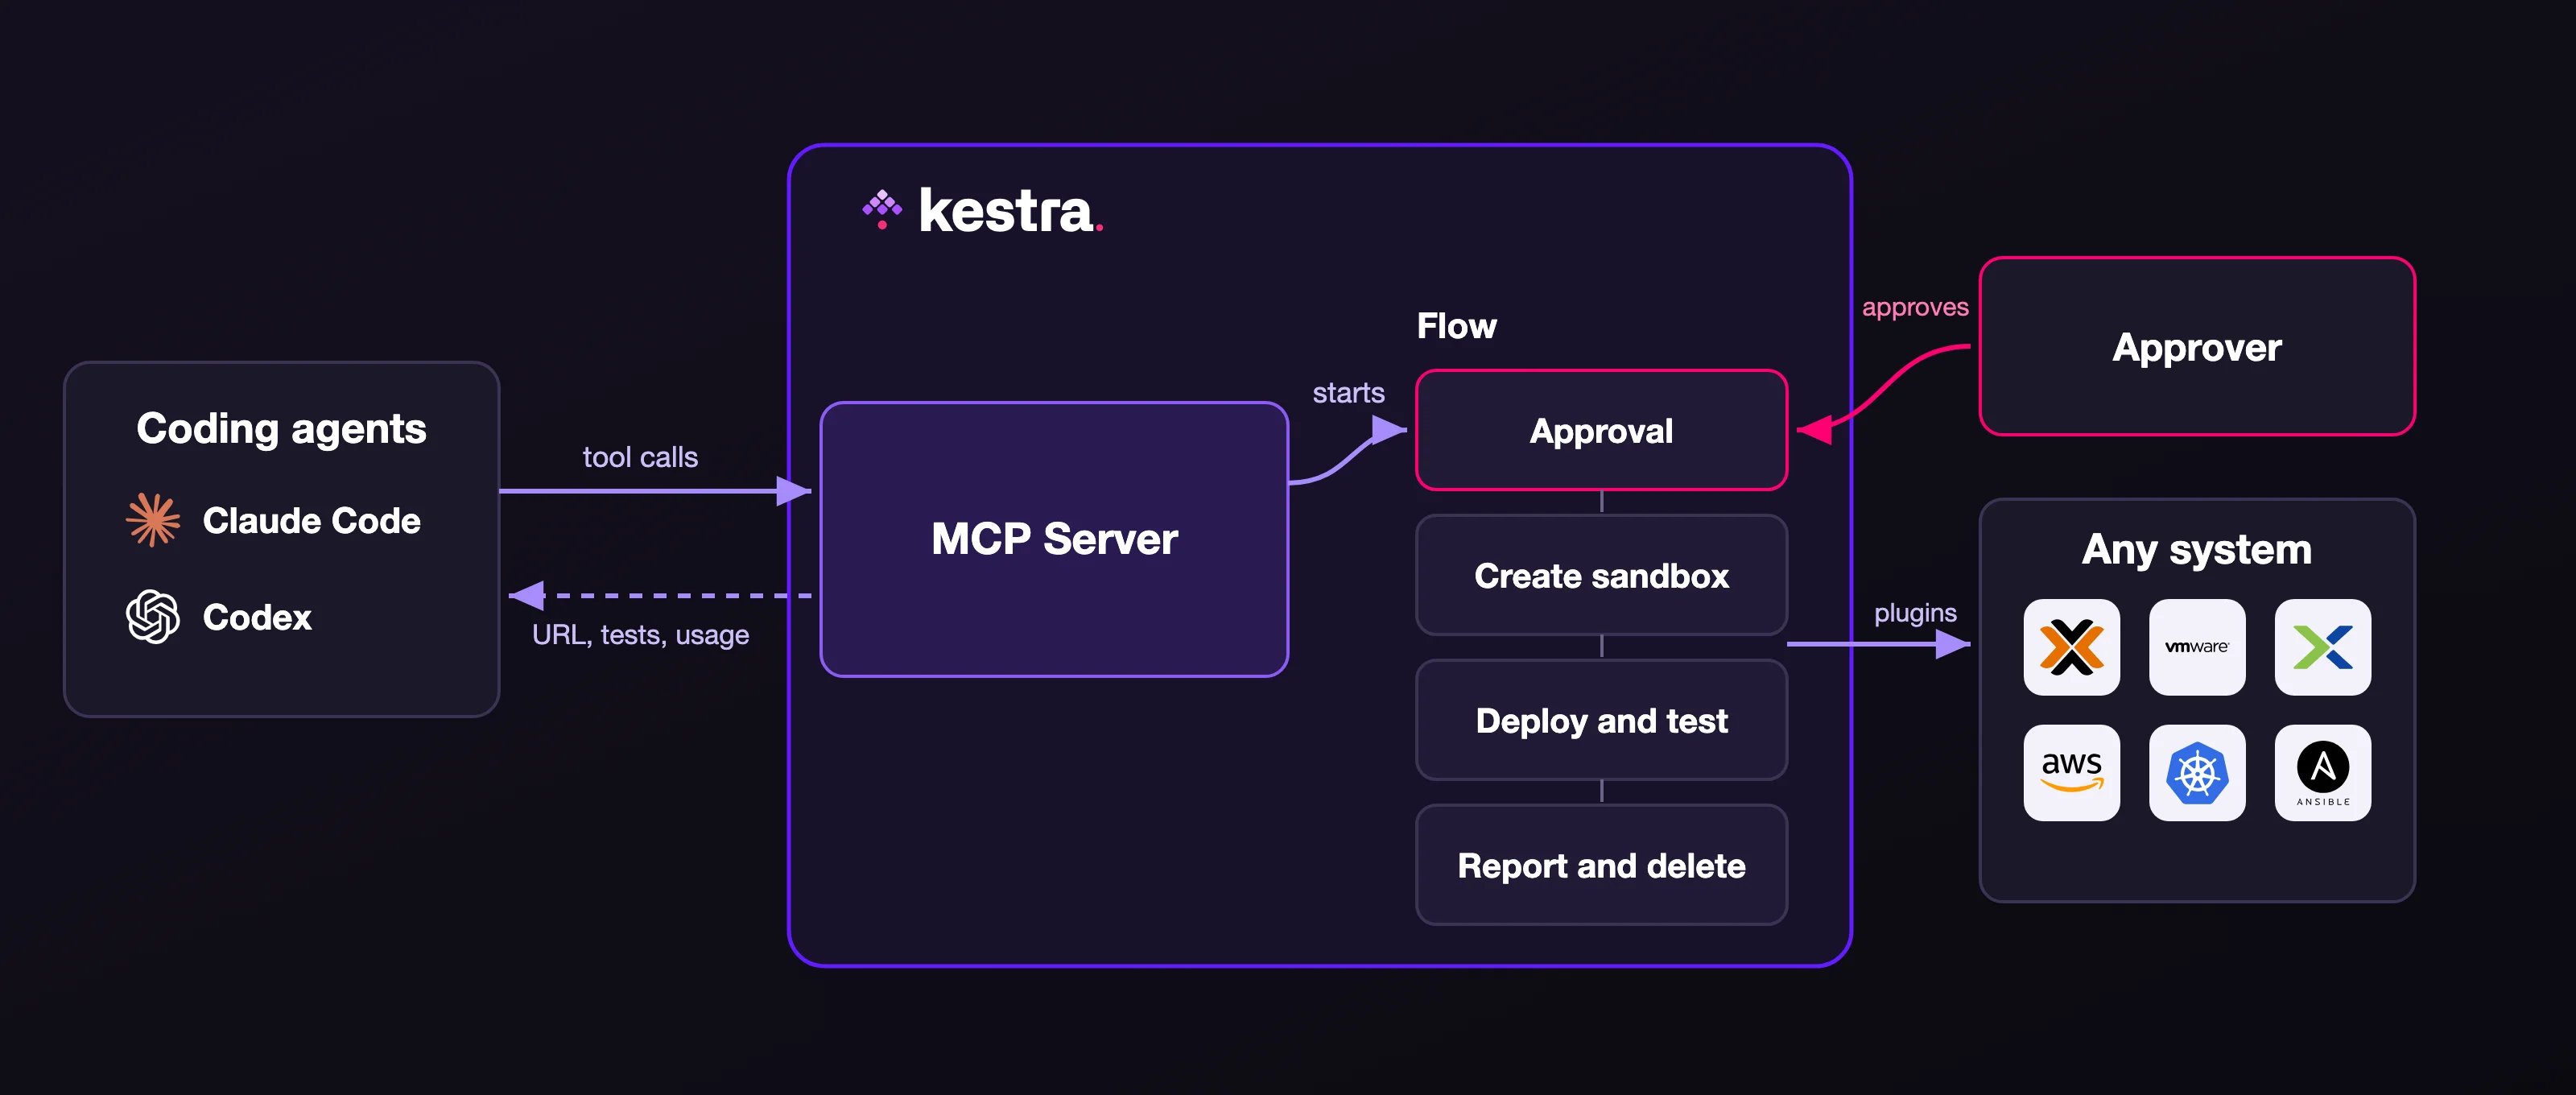 kestra.
Flow
approves
Approver
starts
Approval
Coding agents
tool calls
Claude Code
MCP Server
Codex
URL, tests, usage
Create sandbox
Deploy and test
Report and delete
plugins
Any system
vmware
aws
ANSIBLE